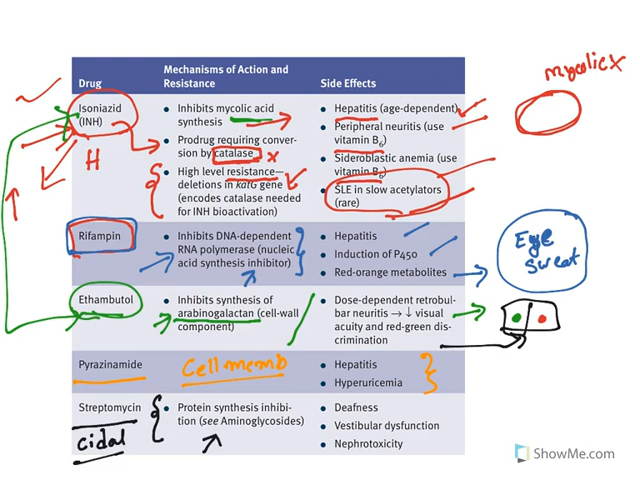 mycolic X
Mechanisms of Action and
Drug Resistance Side Effects
Isoniazid
(INH)
• Inhibits mycolic acid
synthesis
• Prodrug requiring conver-
sion by catalase x
• High level resistance—
deletions in katG gene
(encodes catalase needed
for INH bioactivation)
• Hepatitis (age-dependent)
• Peripheral neuritis (use
vitamin B6)
• Sideroblastic anemia (use
vitamin B6)
• SLE in slow acetylators
(rare)
H
Rifampin
• Inhibits DNA-dependent
RNA polymerase (nucleic
acid synthesis inhibitor)
• Hepatitis
• Induction of P450
• Red-orange metabolites
Eye
sweat
Ethambutol
• Inhibits synthesis of
arabinogalactan (cell-wall
component)
• Dose-dependent retrobul-
bar neuritis → ↓ visual
acuity and red-green dis-
crimination
Pyrazinamide
Cell memb
• Hepatitis
• Hyperuricemia
Streptomycin
cidal
• Protein synthesis inhibi-
tion (see Aminoglycosides)
• Deafness
• Vestibular dysfunction
• Nephrotoxicity
ShowMe.com